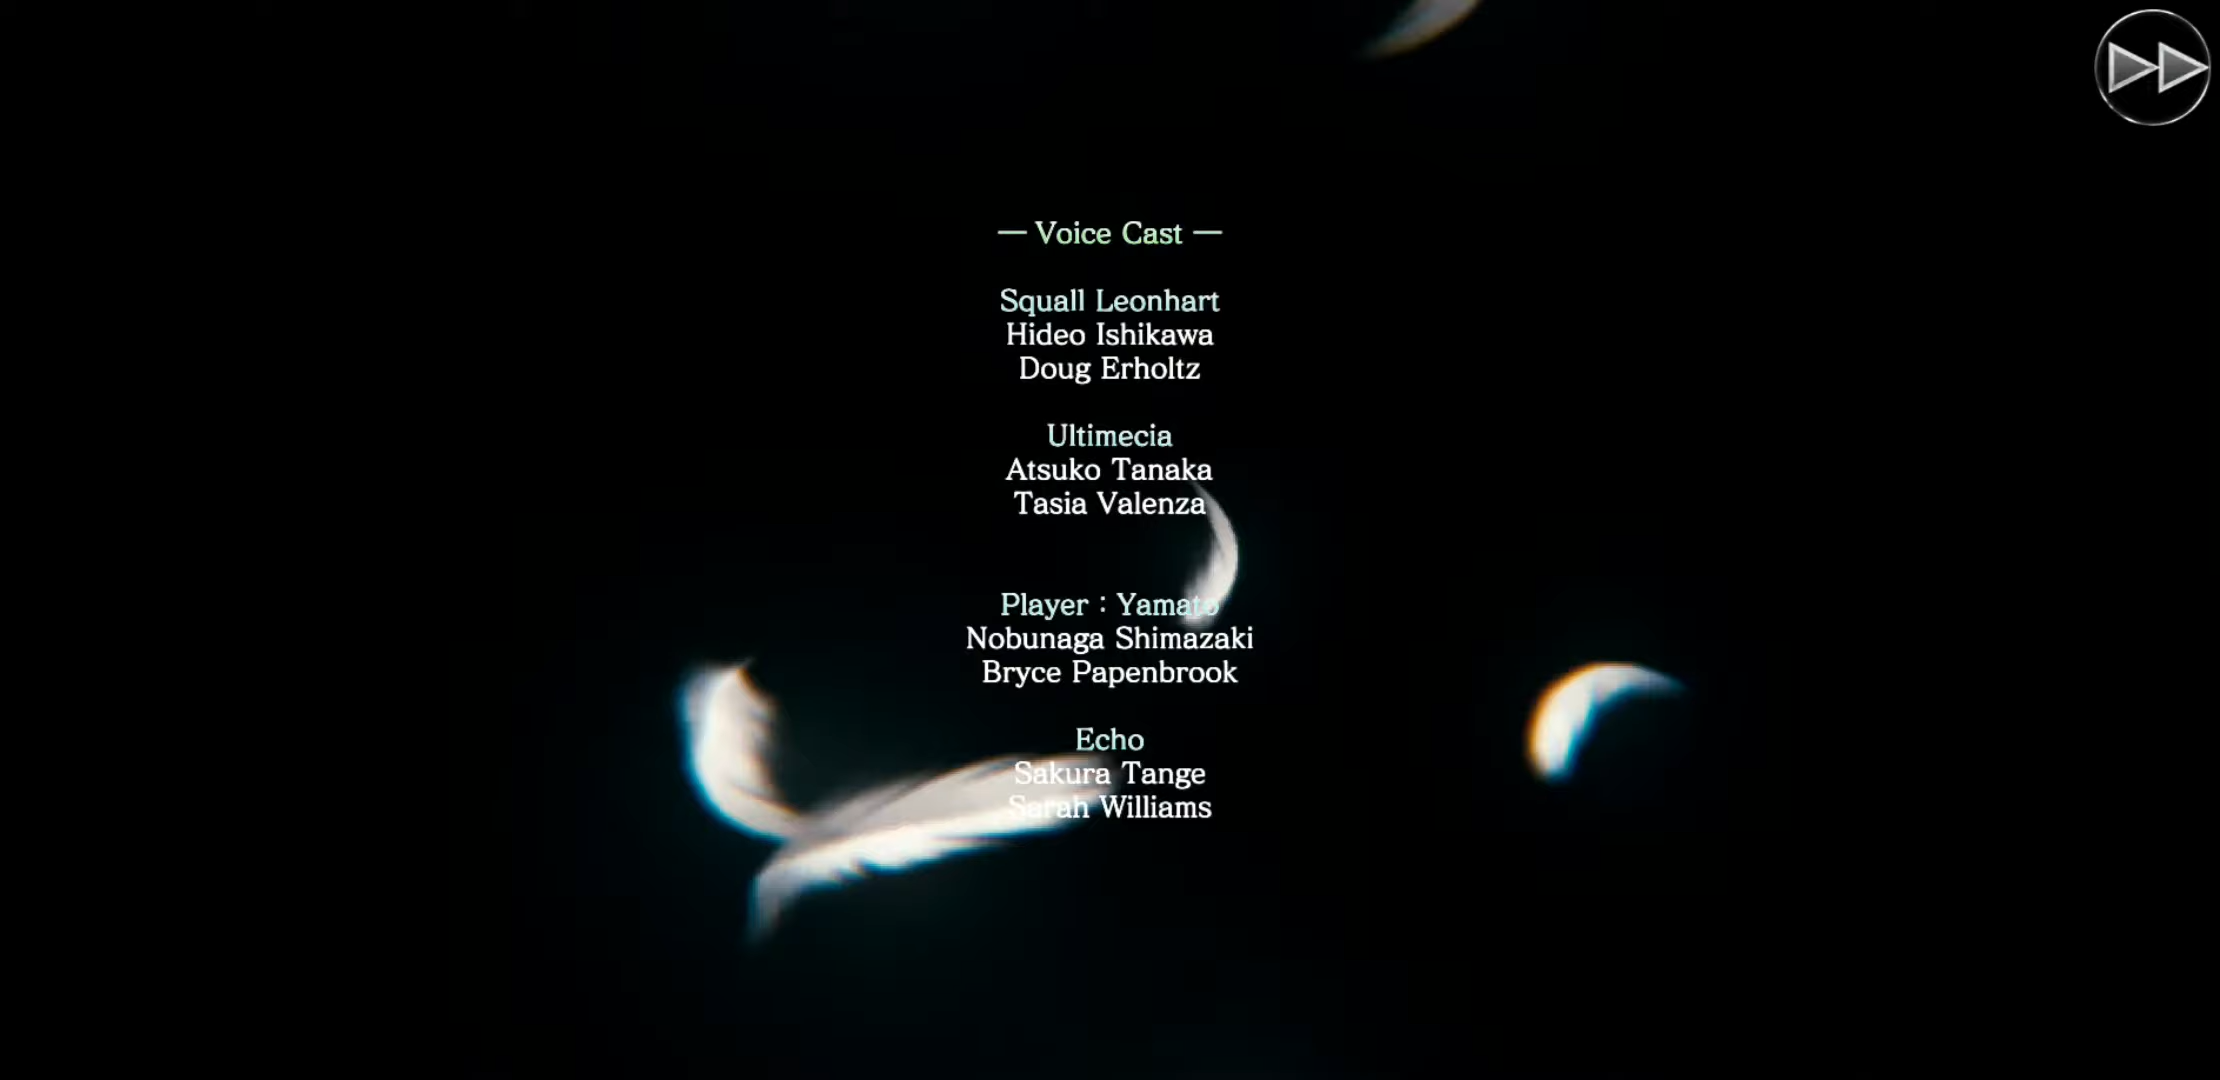 — Voice Cast —
Squall Leonhart
Hideo Ishikawa
Doug Erholtz
Ultimecia
Atsuko Tanaka
Tasia Valenza
Player : Yamato
Nobunaga Shimazaki
Bryce Papenbrook
Echo
Sakura Tange
Sarah Williams